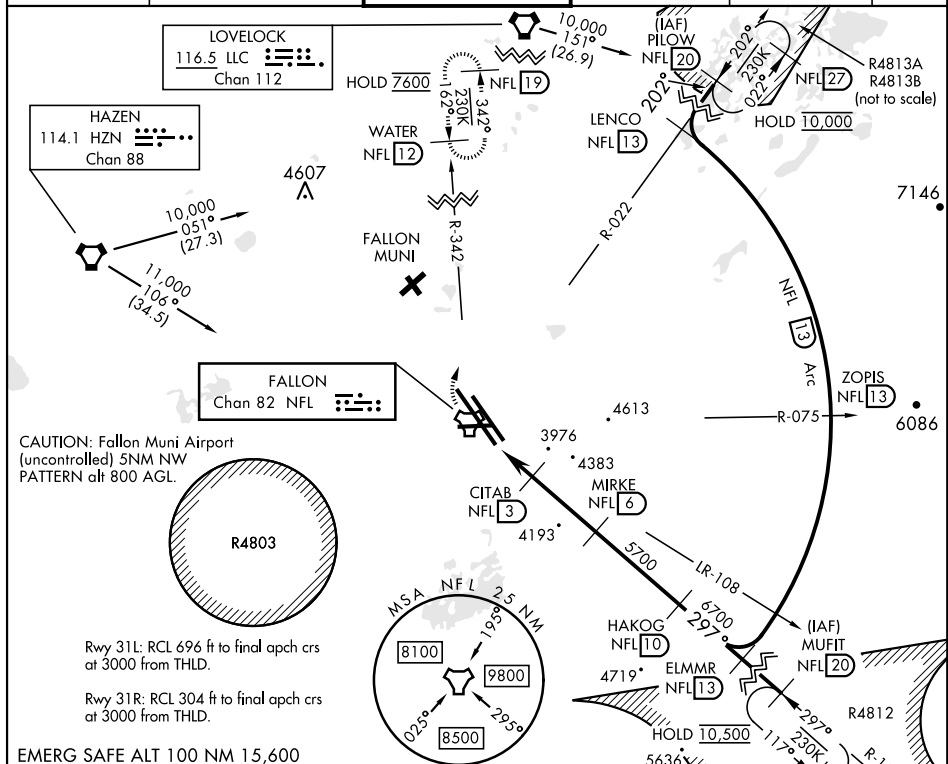 LOVELOCK
116.5 LLC
Chan 112
10,000
151°
(26.9)
(IAF)
PILOW
NFL 20
202°
230K
022°
NFL 27
R4813A
R4813B
(not to scale)
HOLD 10,000
HOLD 7600
162°
230K
342°
NFL 19
202°
LENCO
NFL 13
HAZEN
114.1 HZN
Chan 88
WATER
NFL 12
4607
10,000
051°
(27.3)
11,000
106°
(34.5)
FALLON
MUNI
R-342
R-022
7146
NFL 13 Arc
FALLON
Chan 82 NFL
ZOPIS
NFL 13
R-075
6086
4613
3976
4383
CAUTION: Fallon Muni Airport
(uncontrolled) 5NM NW
PATTERN alt 800 AGL.
R4803
CITAB
NFL 3
MIRKE
NFL 6
4193
5700
LR-108
6700
297°
HAKOG
NFL 10
4719
ELMMR
NFL 13
(IAF)
MUFIT
NFL 20
R4812
297°
230K
117°
R-1
HOLD 10,500
5636
MSA NFL 25 NM
195°
8100
9800
025°
295°
8500
Rwy 31L: RCL 696 ft to final apch crs
at 3000 from THLD.
Rwy 31R: RCL 304 ft to final apch crs
at 3000 from THLD.
EMERG SAFE ALT 100 NM 15,600